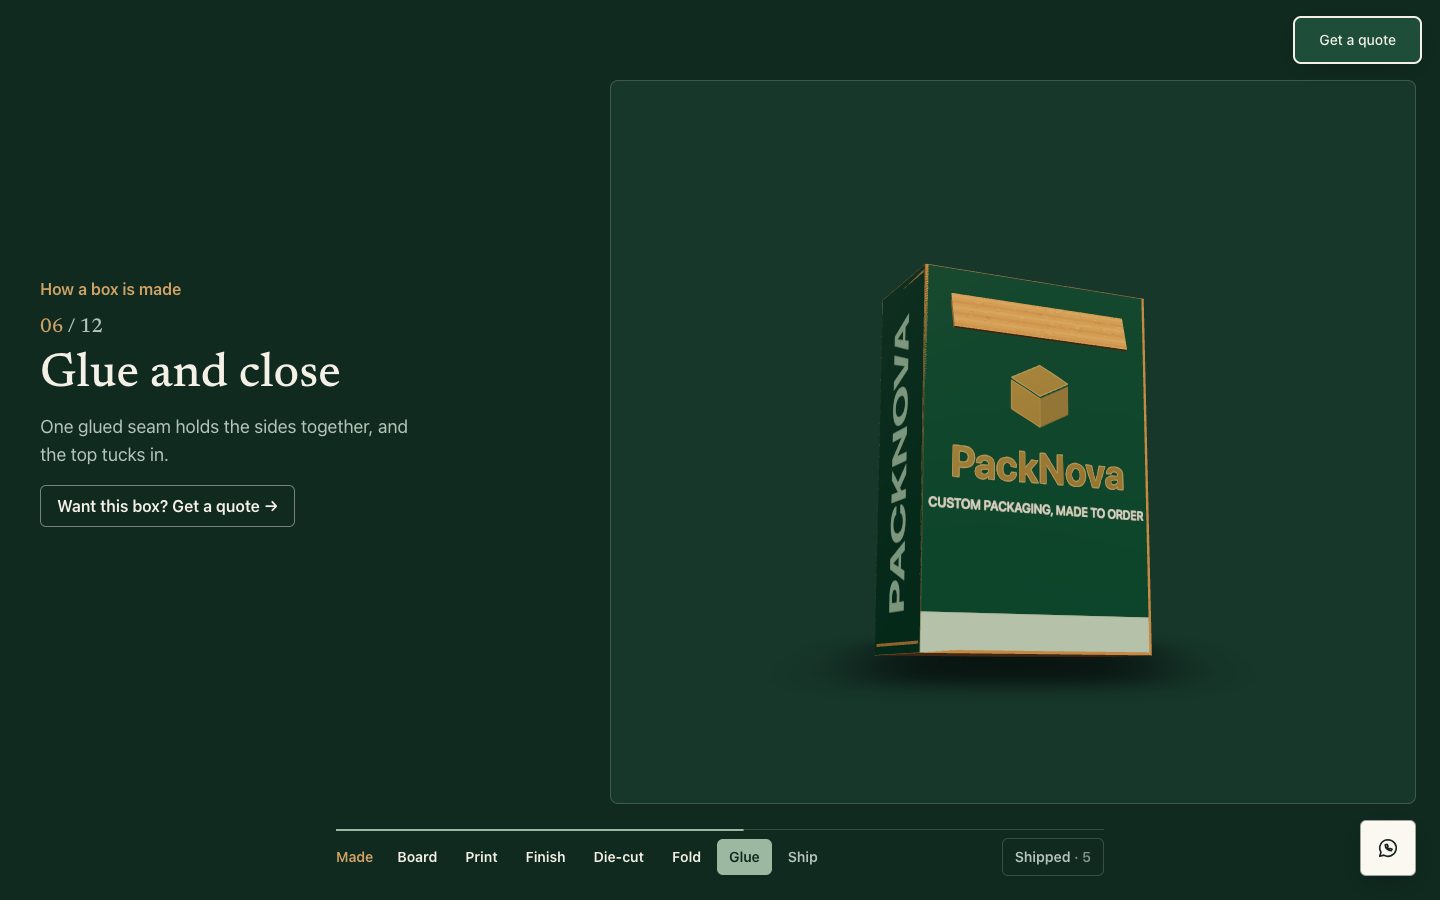 Get a quote
How a box is made
06 / 12
Glue and close
One glued seam holds the sides together, and
the top tucks in.
Want this box? Get a quote →
PACKNOVA
PackNova
CUSTOM PACKAGING, MADE TO ORDER
Made Board Print Finish Die-cut Fold Glue Ship Shipped · 5